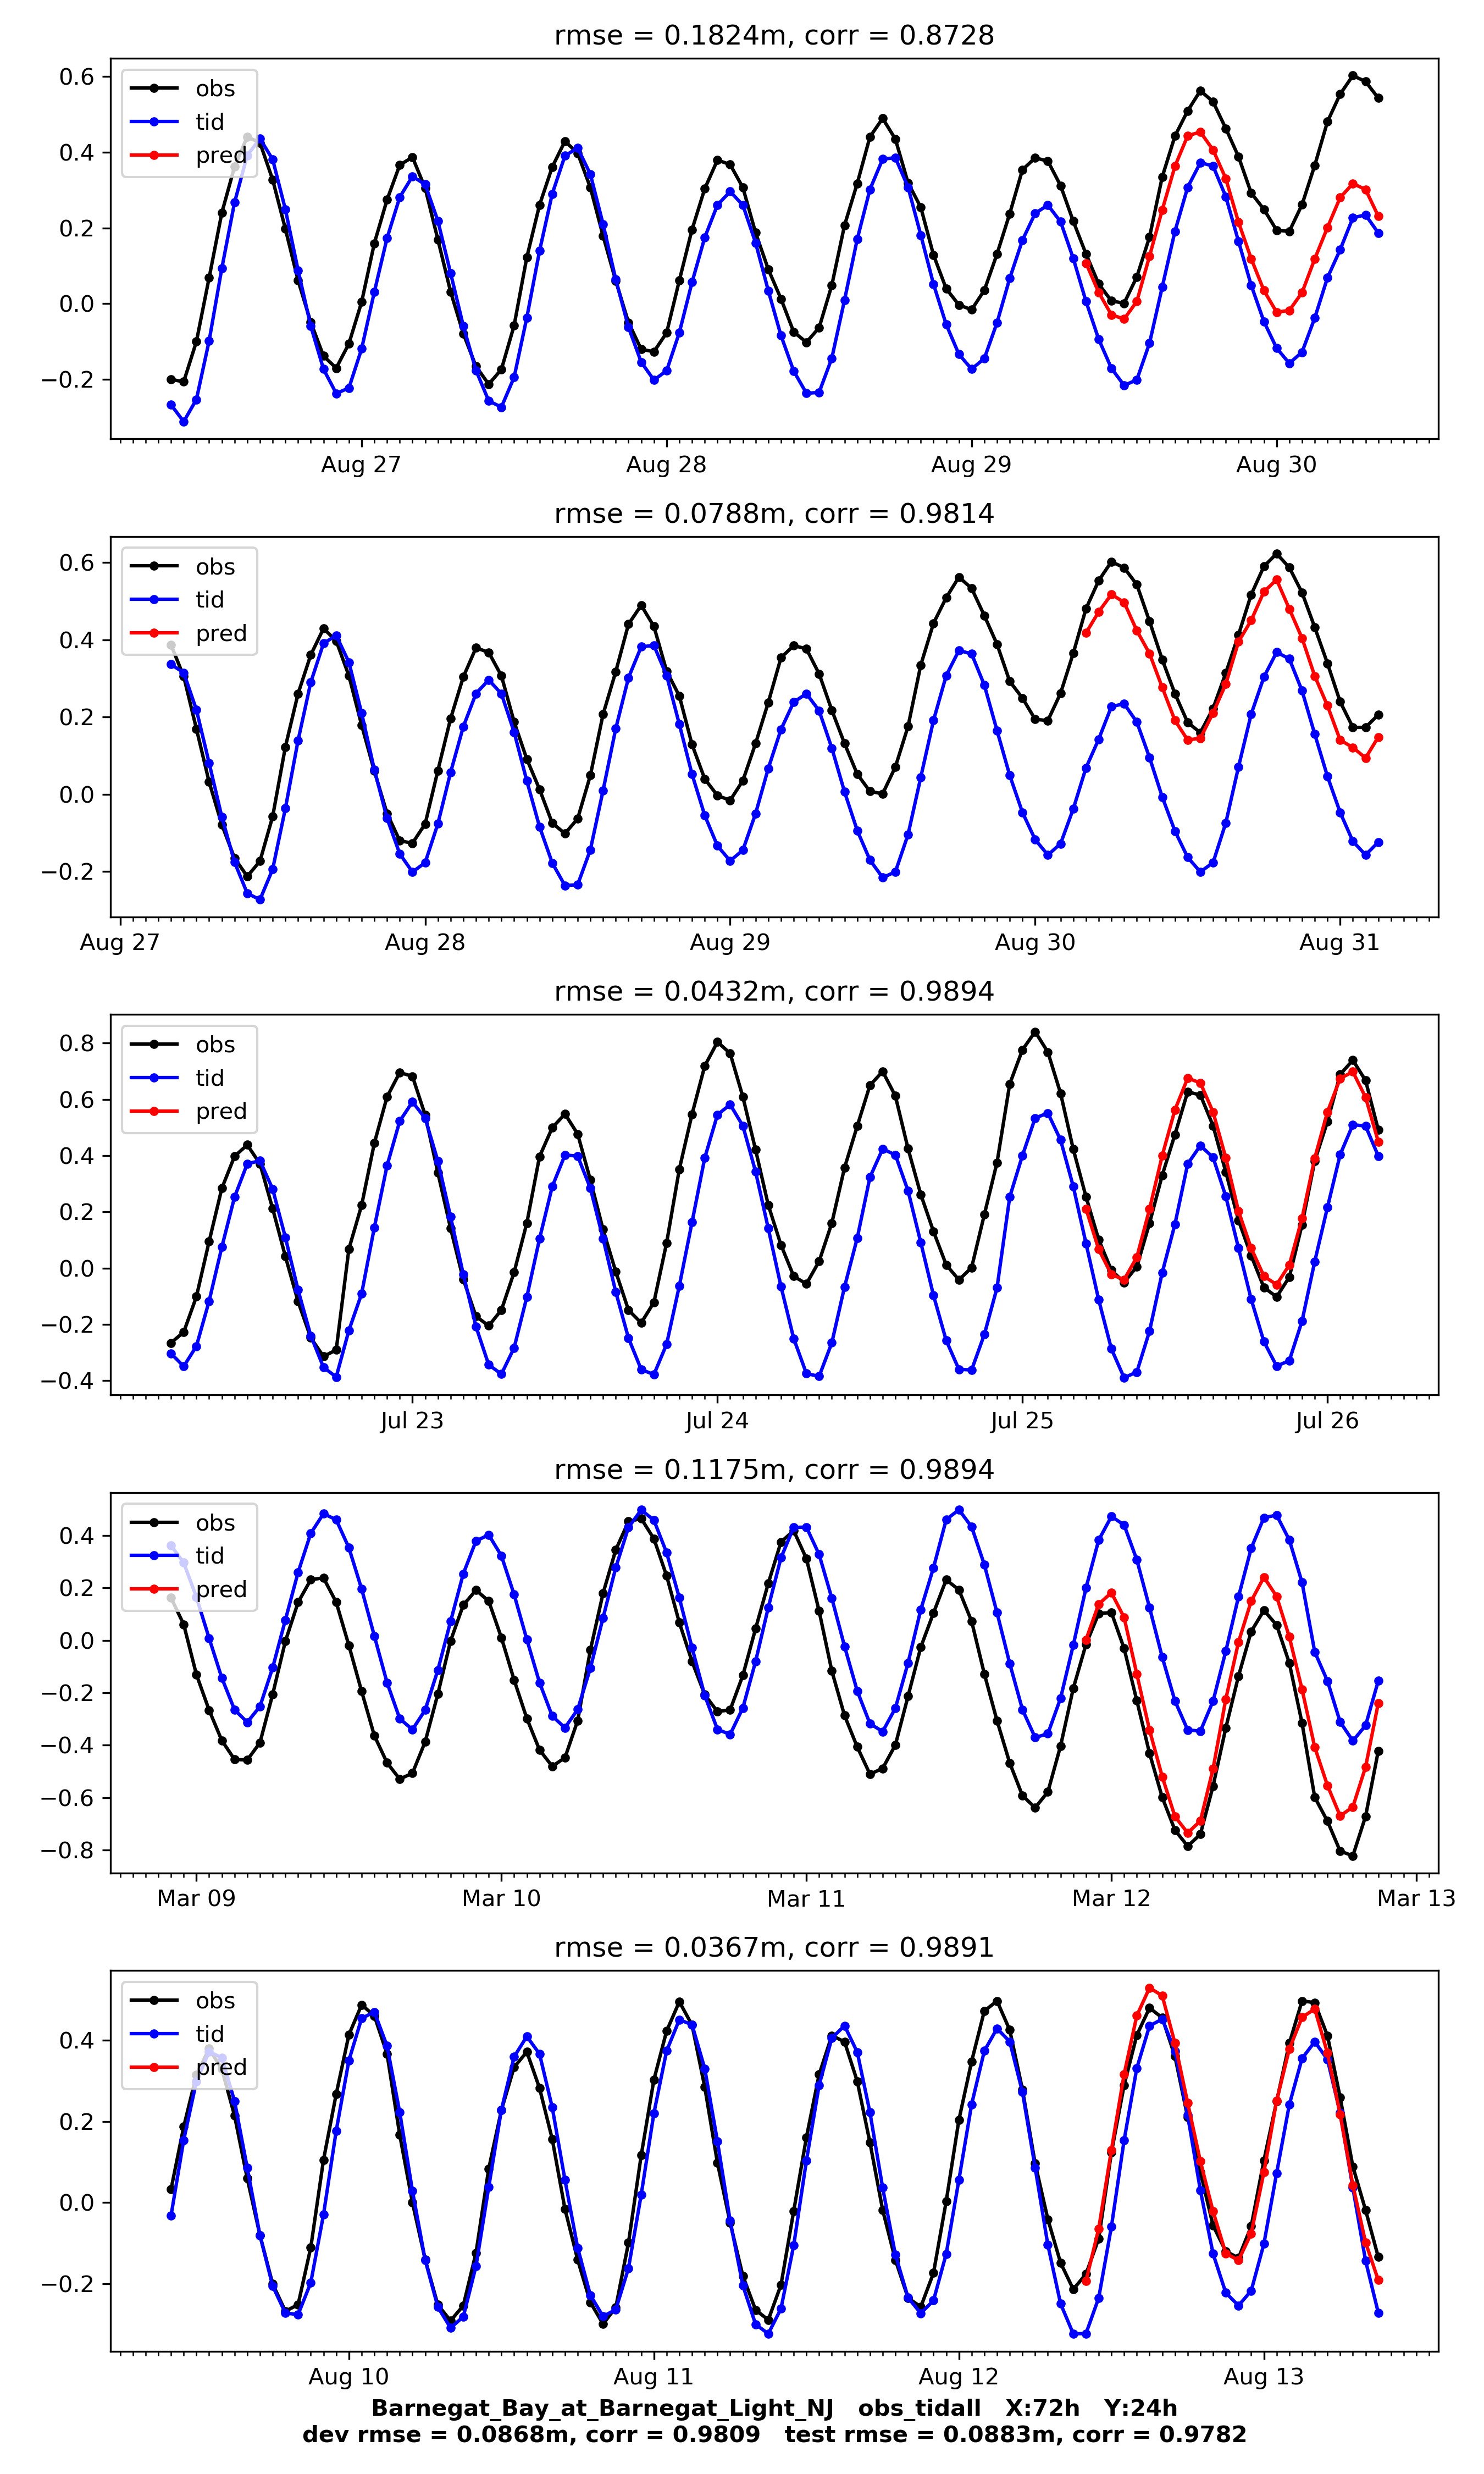 rmse = 0.1824m, corr = 0.8728
obs
tid
pred
0.6
0.4
0.2
0.0
−0.2
Aug 27 Aug 28 Aug 29 Aug 30
rmse = 0.0788m, corr = 0.9814
obs
tid
pred
0.6
0.4
0.2
0.0
−0.2
Aug 27 Aug 28 Aug 29 Aug 30 Aug 31
rmse = 0.0432m, corr = 0.9894
obs
tid
pred
0.8
0.6
0.4
0.2
0.0
−0.2
−0.4
Jul 23 Jul 24 Jul 25 Jul 26
rmse = 0.1175m, corr = 0.9894
obs
tid
pred
0.4
0.2
0.0
−0.2
−0.4
−0.6
−0.8
Mar 09 Mar 10 Mar 11 Mar 12 Mar 13
rmse = 0.0367m, corr = 0.9891
obs
tid
pred
0.4
0.2
0.0
−0.2
Aug 10 Aug 11 Aug 12 Aug 13
Barnegat_Bay_at_Barnegat_Light_NJ obs_tidall X:72h Y:24h
dev rmse = 0.0868m, corr = 0.9809 test rmse = 0.0883m, corr = 0.9782